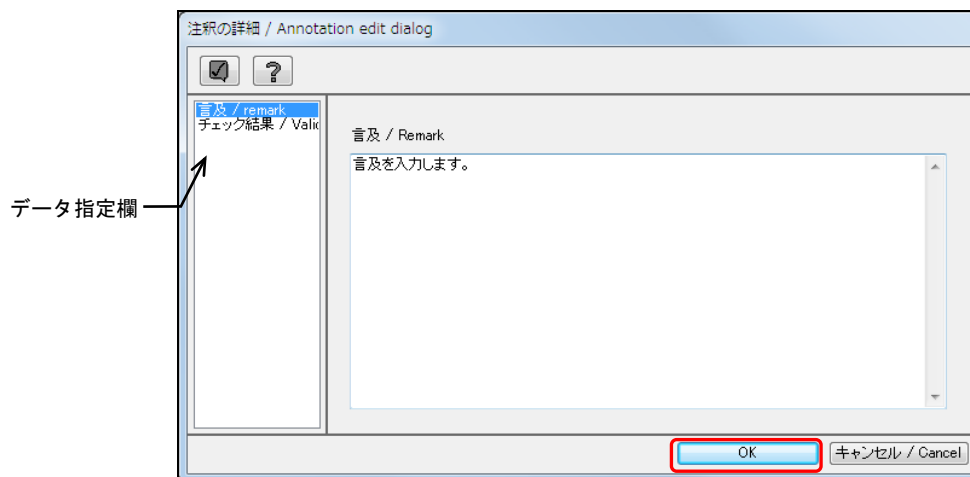 注釈の詳細 / Annotation edit dialog
?
言及 / remark
チェック結果 / Valid
言及 / Remark
言及を入力します。
データ指定欄
OK
キャンセル / Cancel